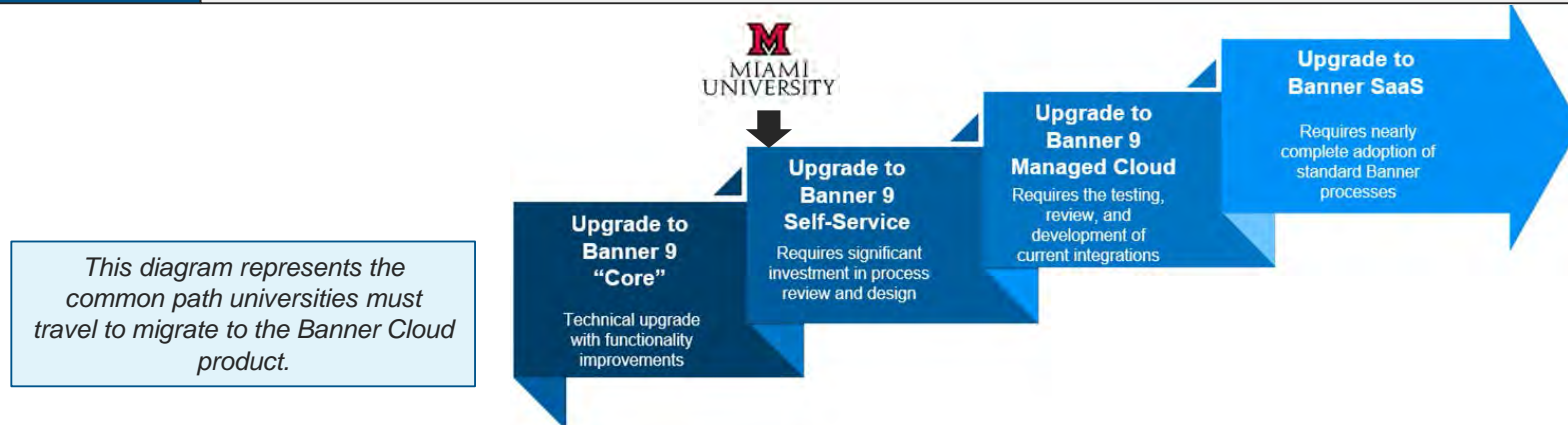 M
MIAMI
UNIVERSITY
This diagram represents the
common path universities must
travel to migrate to the Banner Cloud
product.
Upgrade to
Banner 9
“Core”
Technical upgrade
with functionality
improvements
Upgrade to
Banner 9
Self-Service
Requires significant
investment in process
review and design
Upgrade to
Banner 9
Managed Cloud
Requires the testing,
review, and
development of
current integrations
Upgrade to
Banner SaaS
Requires nearly
complete adoption of
standard Banner
processes